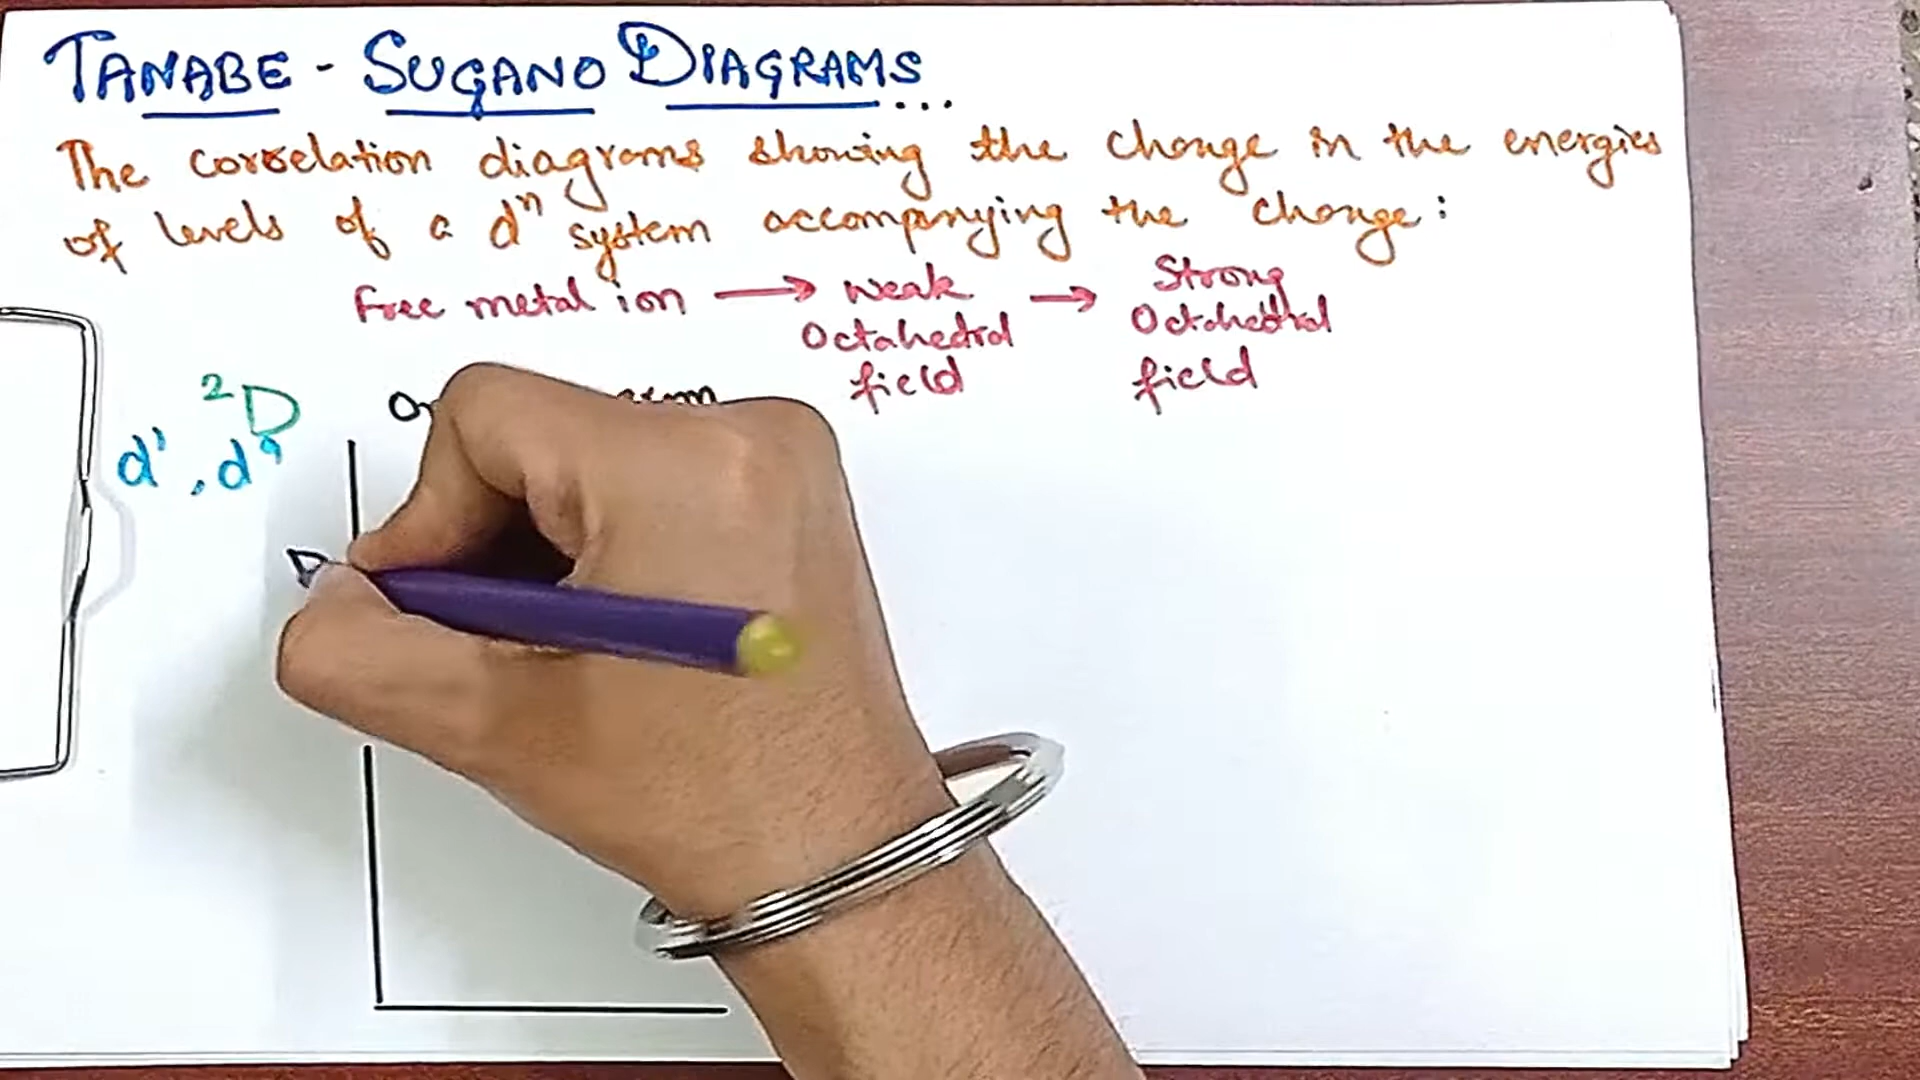 TANABE - SUGANO DIAGRAMS...
The correlation diagrams showing the change in the energies
of levels of a dⁿ system accompanying the change:
Free metal ion → Weak Octahedral field → Strong Octahedral field
²D
d¹, d⁹
D